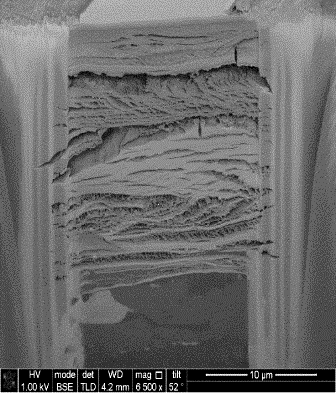 HV mode det WD mag □ tilt 10 µm
1.00 kV BSE TLD 4.2 mm 6 500 x 52 °